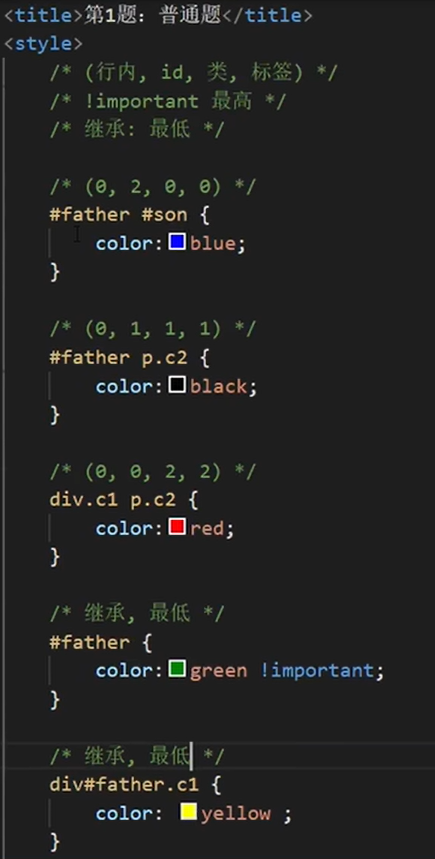 <title>第1题：普通题</title>
<style>
/* (行内, id, 类, 标签) */
/* !important 最高 */
/* 继承: 最低 */
/* (0, 2, 0, 0) */
#father #son {
color: blue;
}
/* (0, 1, 1, 1) */
#father p.c2 {
color: black;
}
/* (0, 0, 2, 2) */
div.c1 p.c2 {
color: red;
}
/* 继承, 最低 */
#father {
color: green !important;
}
/* 继承, 最低 */
div#father.c1 {
color: yellow ;
}